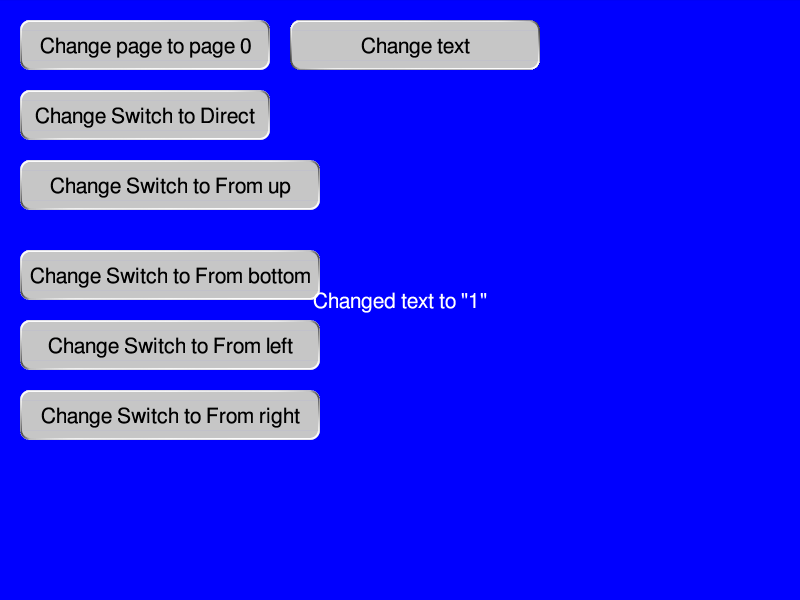 Change page to page 0
Change text
Change Switch to Direct
Change Switch to From up
Change Switch to From bottom
Changed text to "1"
Change Switch to From left
Change Switch to From right